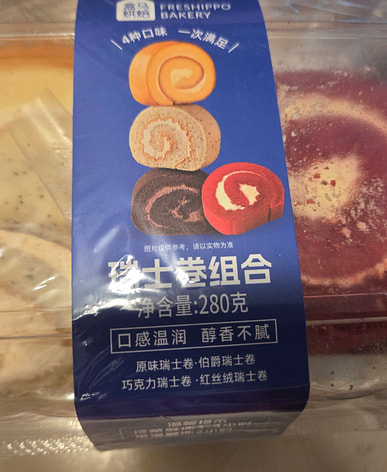 盒马 FRESHIPPO
烘焙 BAKERY
4种口味 一次满足
图片仅供参考，请以实物为准
瑞士卷组合
净含量:280克
口感温润 醇香不腻
原味瑞士卷·伯爵瑞士卷
巧克力瑞士卷·红丝绒瑞士卷